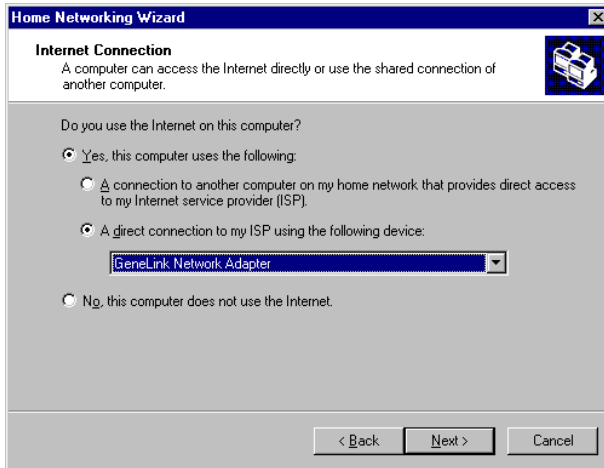 Home Networking Wizard
Internet Connection
A computer can access the Internet directly or use the shared connection of
another computer.
Do you use the Internet on this computer?
Yes, this computer uses the following:
A connection to another computer on my home network that provides direct access
to my Internet service provider (ISP).
A direct connection to my ISP using the following device:
GeneLink Network Adapter
No, this computer does not use the Internet.
< Back
Next >
Cancel